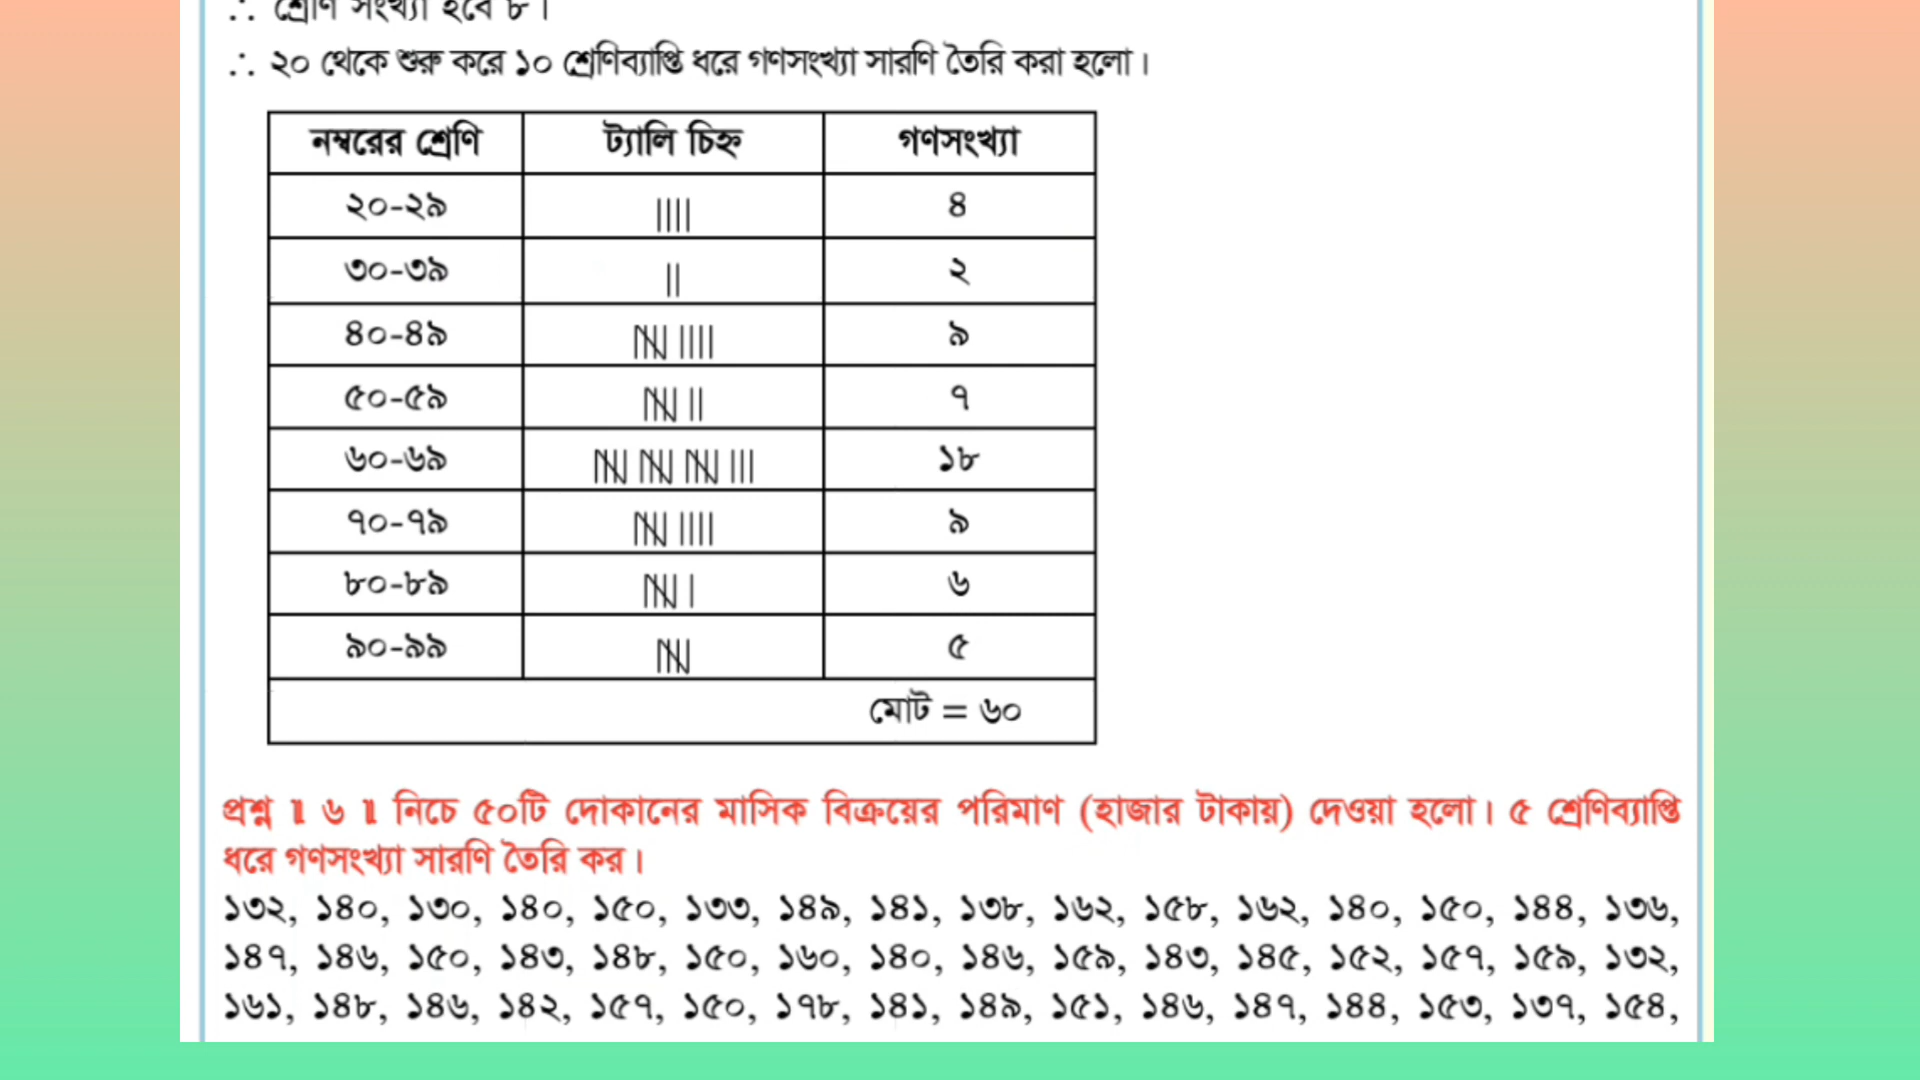 ∴ শ্রেণি সংখ্যা হবে ৮।
∴ ২০ থেকে শুরু করে ১০ শ্রেণিব্যাপ্তি ধরে গণসংখ্যা সারণি তৈরি করা হলো।
নম্বরের শ্রেণি ট্যালি চিহ্ন গণসংখ্যা
২০-২৯ |||| ৪
৩০-৩৯ || ২
৪০-৪৯ |||| |||| ৯
৫০-৫৯ |||| || ৭
৬০-৬৯ |||| |||| |||| ||| ১৮
৭০-৭৯ |||| |||| ৯
৮০-৮৯ |||| | ৬
৯০-৯৯ |||| ৫
মোট = ৬০
প্রশ্ন ॥ ৬ ॥ নিচে ৫০টি দোকানের মাসিক বিক্রয়ের পরিমাণ (হাজার টাকায়) দেওয়া হলো। ৫ শ্রেণিব্যাপ্তি
ধরে গণসংখ্যা সারণি তৈরি কর।
১৩২, ১৪০, ১৩০, ১৪০, ১৫০, ১৩৩, ১৪৯, ১৪১, ১৩৮, ১৬২, ১৫৮, ১৬২, ১৪০, ১৫০, ১৪৪, ১৩৬,
১৪৭, ১৪৬, ১৫০, ১৪৩, ১৪৮, ১৫০, ১৬০, ১৪০, ১৪৬, ১৫৯, ১৪৩, ১৪৫, ১৫২, ১৫৭, ১৫৯, ১৩২,
১৬১, ১৪৮, ১৪৬, ১৪২, ১৫৭, ১৫০, ১৭৮, ১৪১, ১৪৯, ১৫১, ১৪৬, ১৪৭, ১৪৪, ১৫৩, ১৩৭, ১৫৪,